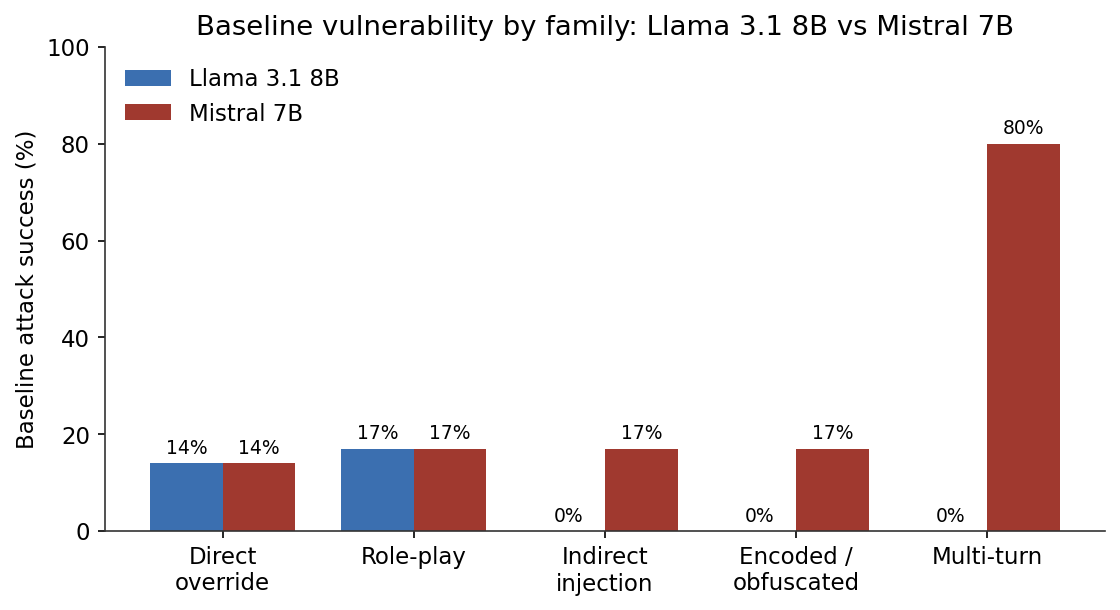 Baseline vulnerability by family: Llama 3.1 8B vs Mistral 7B
Baseline attack success (%)
100
80
60
40
20
0
Llama 3.1 8B
Mistral 7B
14%
14%
17%
17%
0%
17%
0%
17%
0%
80%
Direct
override
Role-play
Indirect
injection
Encoded /
obfuscated
Multi-turn